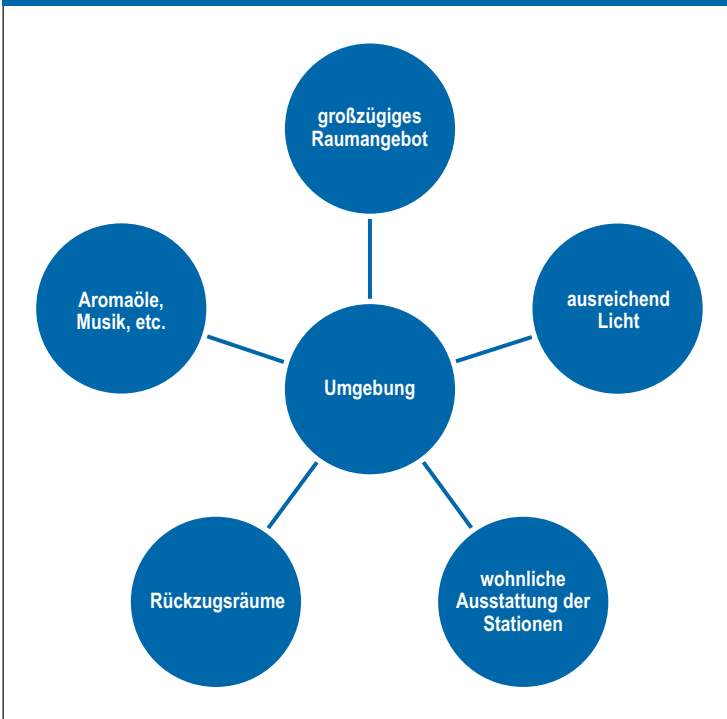 großzügiges
Raumangebot
Aromaöle,
Musik, etc.
ausreichend
Licht
Umgebung
Rückzugsräume
wohnliche
Ausstattung der
Stationen